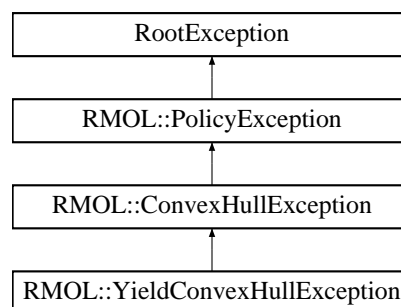 RootException
RMOL::PolicyException
RMOL::ConvexHullException
RMOL::YieldConvexHullException